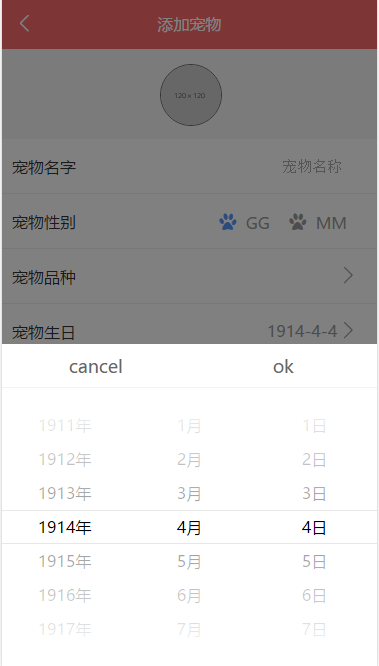 添加宠物
120 x 120
宠物名字 宠物名称
宠物性别 GG MM
宠物品种
宠物生日 1914-4-4
cancel ok
1911年 1月 1日
1912年 2月 2日
1913年 3月 3日
1914年 4月 4日
1915年 5月 5日
1916年 6月 6日
1917年 7月 7日